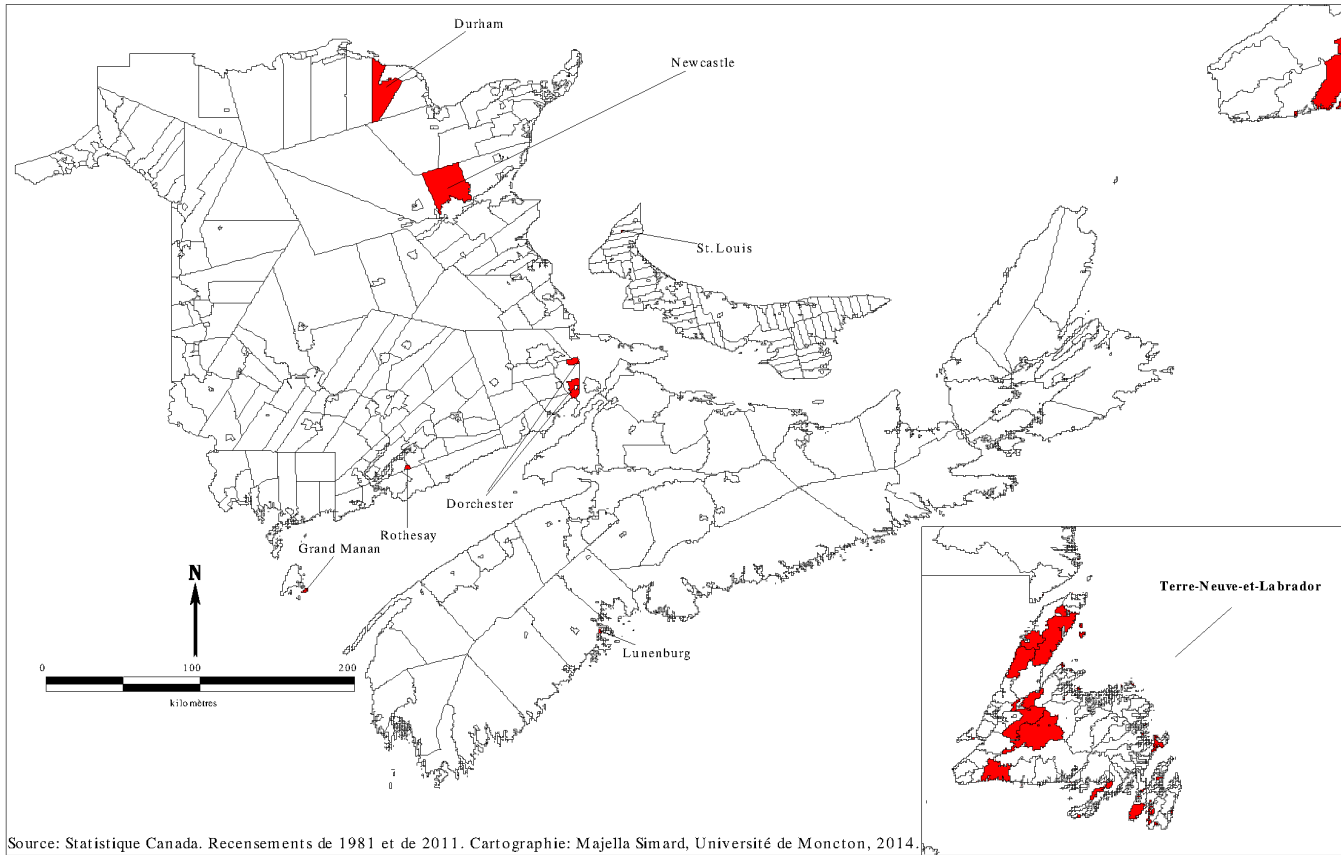 Durham
Newcastle
St. Louis
Dorchester
Rothesay
Grand Manan
N
Lunenburg
Terre-Neuve-et-Labrador
0 100 200
kilomètres
Source: Statistique Canada. Recensements de 1981 et de 2011. Cartographie: Majella Simard, Université de Moncton, 2014.